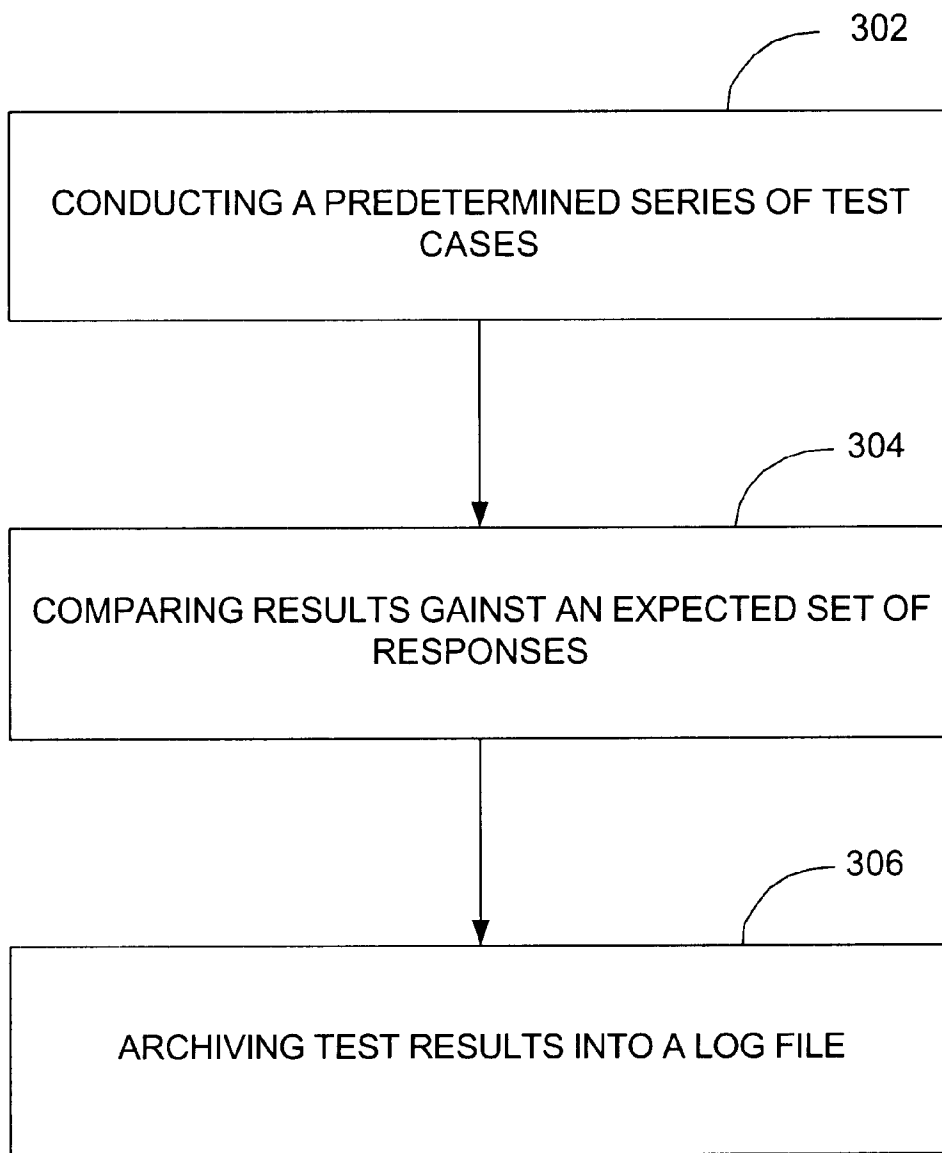 302
CONDUCTING A PREDETERMINED SERIES OF TEST
CASES
304
COMPARING RESULTS GAINST AN EXPECTED SET OF
RESPONSES
306
ARCHIVING TEST RESULTS INTO A LOG FILE